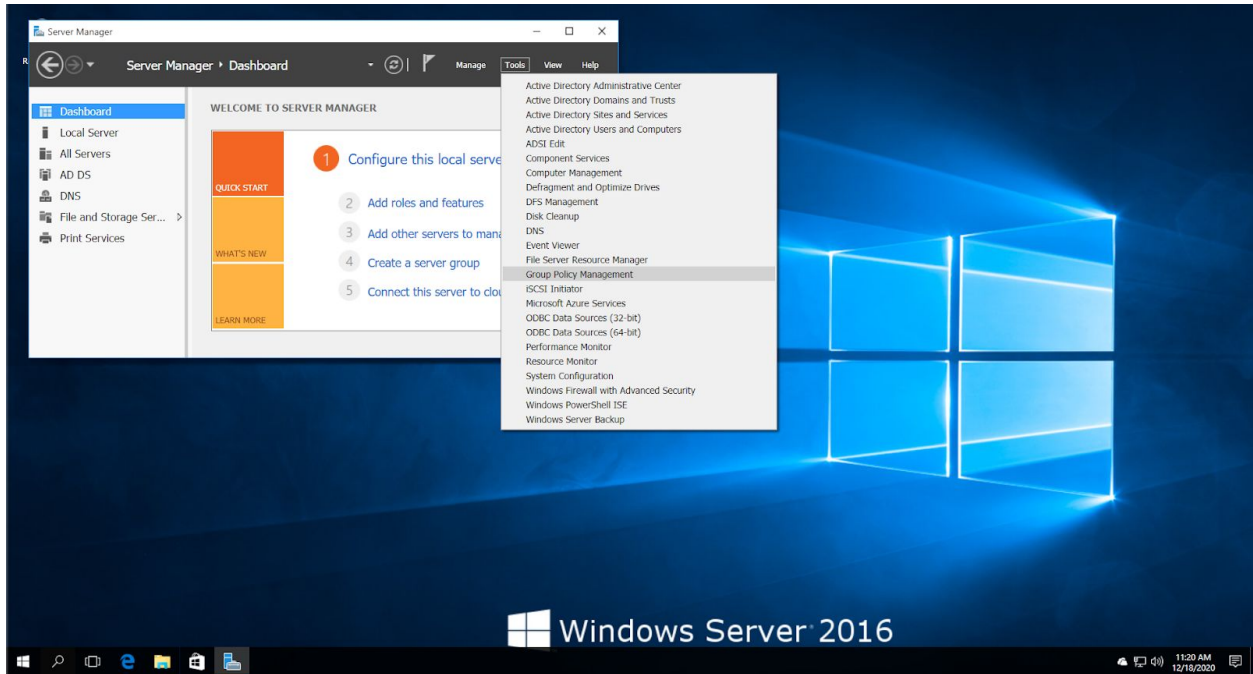 Server Manager
R
Server Manager ‣ Dashboard
Manage
Tools
View
Help
Dashboard
Local Server
All Servers
AD DS
DNS
File and Storage Ser...
Print Services
WELCOME TO SERVER MANAGER
QUICK START
WHAT'S NEW
LEARN MORE
1 Configure this local serve
2 Add roles and features
3 Add other servers to mana
4 Create a server group
5 Connect this server to clou
Active Directory Administrative Center
Active Directory Domains and Trusts
Active Directory Sites and Services
Active Directory Users and Computers
ADSI Edit
Component Services
Computer Management
Defragment and Optimize Drives
DFS Management
Disk Cleanup
DNS
Event Viewer
File Server Resource Manager
Group Policy Management
iSCSI Initiator
Microsoft Azure Services
ODBC Data Sources (32-bit)
ODBC Data Sources (64-bit)
Performance Monitor
Resource Monitor
System Configuration
Windows Firewall with Advanced Security
Windows PowerShell ISE
Windows Server Backup
Windows Server 2016
11:20 AM
12/18/2020